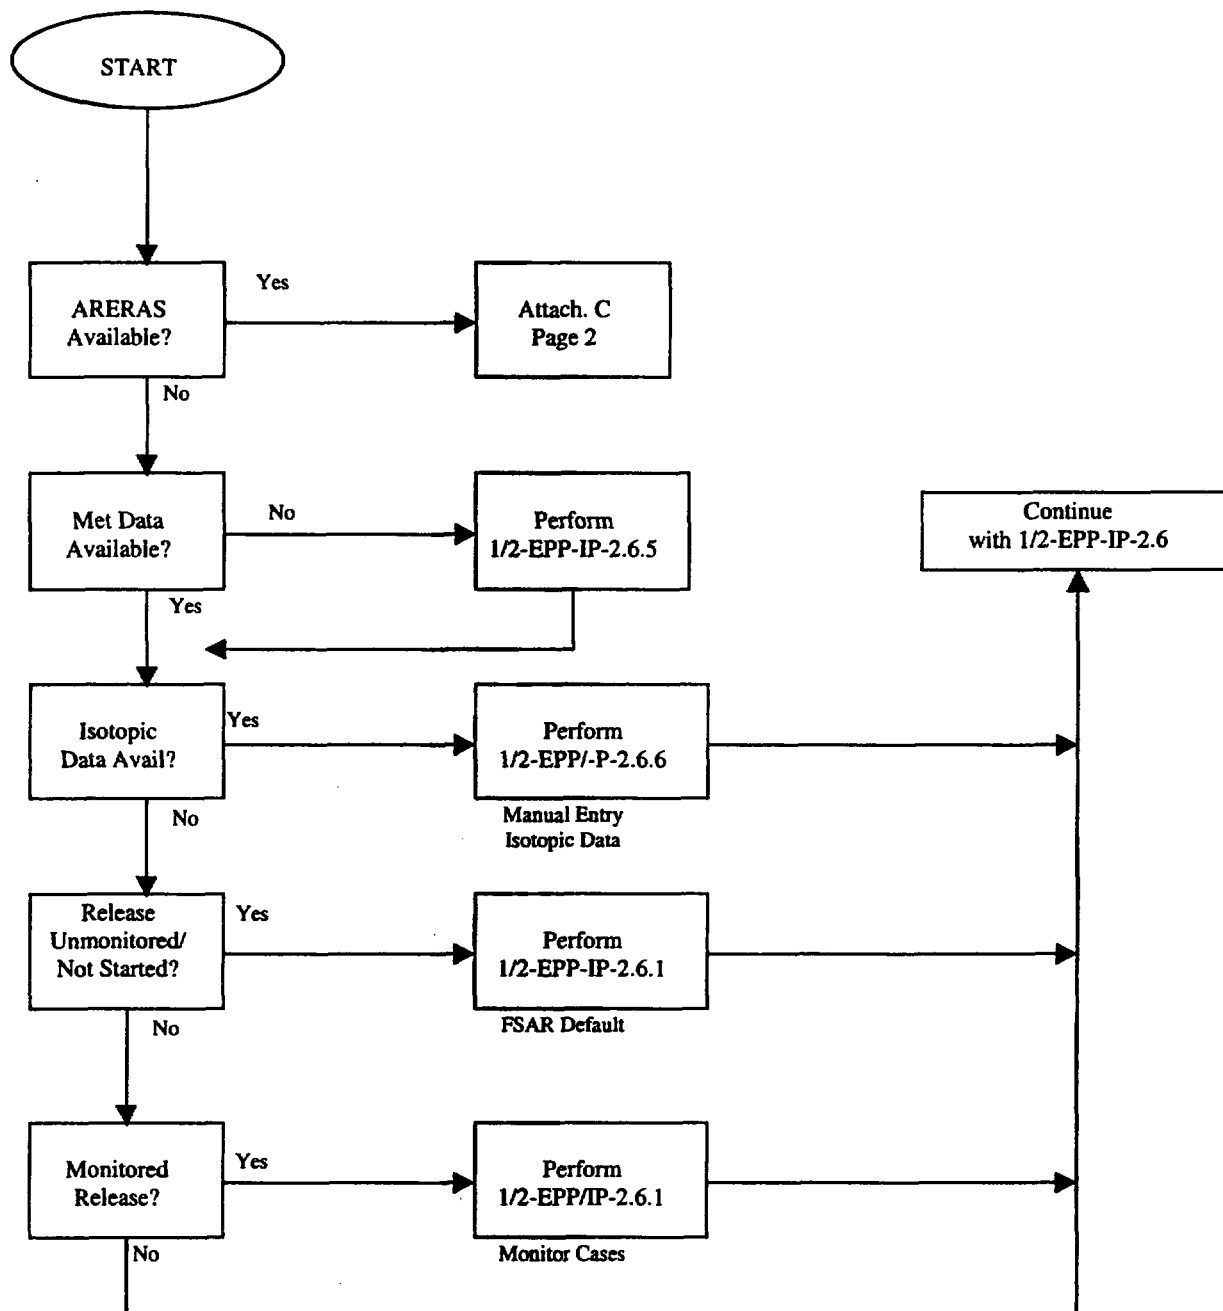 START
Yes
ARERAS
Available?
Attach. C
Page 2
No
Met Data
Available?
No
Perform
1/2-EPP-IP-2.6.5
Continue
with 1/2-EPP-IP-2.6
Yes
Isotopic
Data Avail?
Yes
Perform
1/2-EPP/-P-2.6.6
Manual Entry
Isotopic Data
No
Release
Unmonitored/
Not Started?
Yes
Perform
1/2-EPP-IP-2.6.1
FSAR Default
No
Monitored
Release?
Yes
Perform
1/2-EPP/IP-2.6.1
Monitor Cases
No